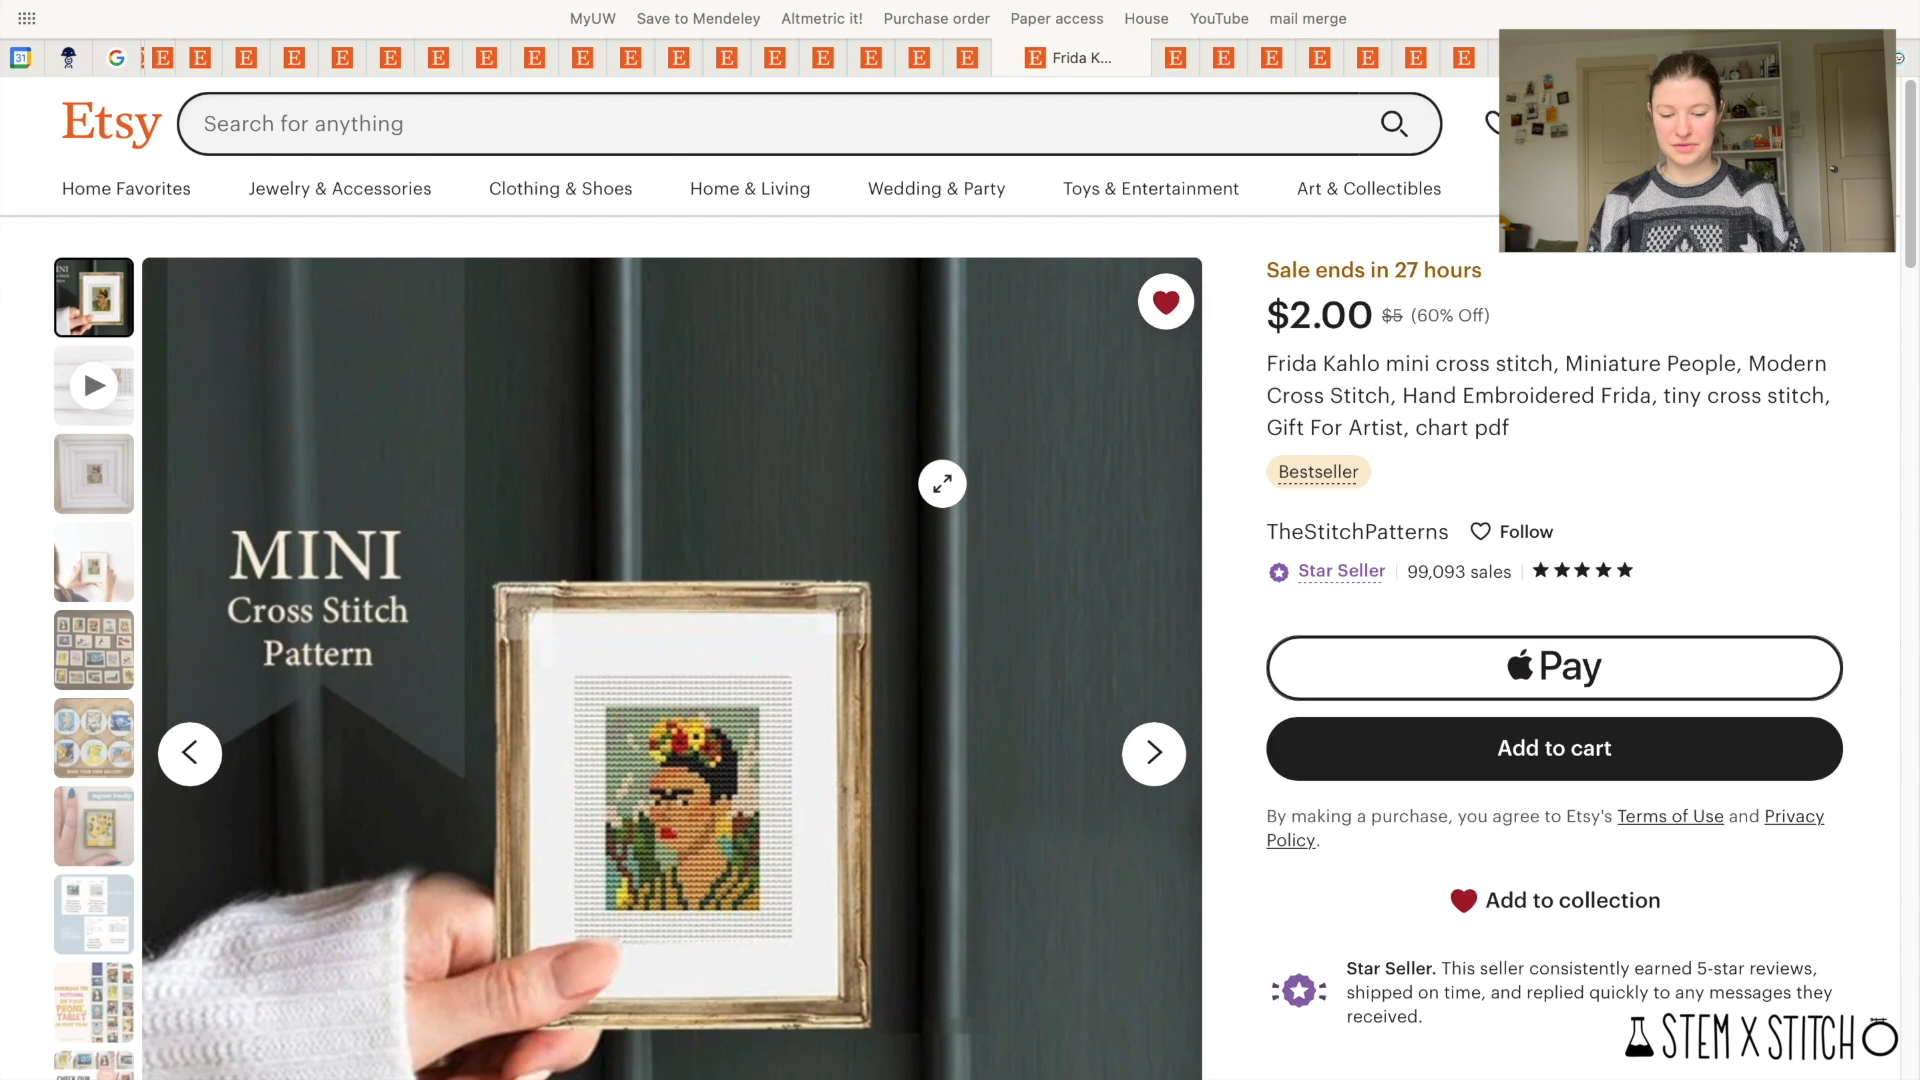 MyUW Save to Mendeley Altmetric it! Purchase order Paper access House YouTube mail merge
31 Frida K...
Etsy
Search for anything
Home Favorites Jewelry & Accessories Clothing & Shoes Home & Living Wedding & Party Toys & Entertainment Art & Collectibles
Sale ends in 27 hours
$2.00 $5 (60% Off)
Frida Kahlo mini cross stitch, Miniature People, Modern
Cross Stitch, Hand Embroidered Frida, tiny cross stitch,
Gift For Artist, chart pdf
Bestseller
TheStitchPatterns Follow
Star Seller 99,093 sales
MINI
Cross Stitch
Pattern
Pay
Add to cart
By making a purchase, you agree to Etsy's Terms of Use and Privacy
Policy.
Add to collection
Star Seller. This seller consistently earned 5-star reviews,
shipped on time, and replied quickly to any messages they
received.
STEM X STITCH